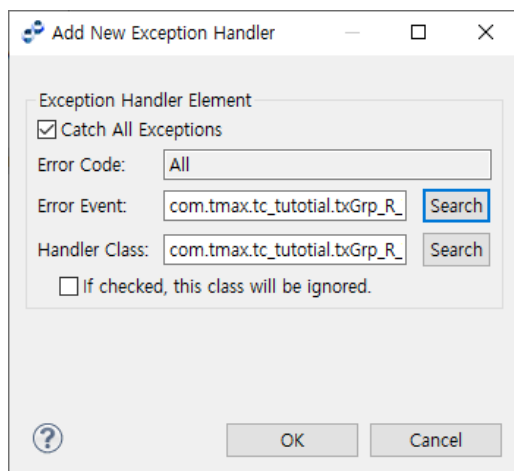 Add New Exception Handler
Exception Handler Element
Catch All Exceptions
Error Code: All
Error Event: com.tmax.tc_tutotial.txGrp_R_ Search
Handler Class: com.tmax.tc_tutotial.txGrp_R_ Search
If checked, this class will be ignored.
? OK Cancel